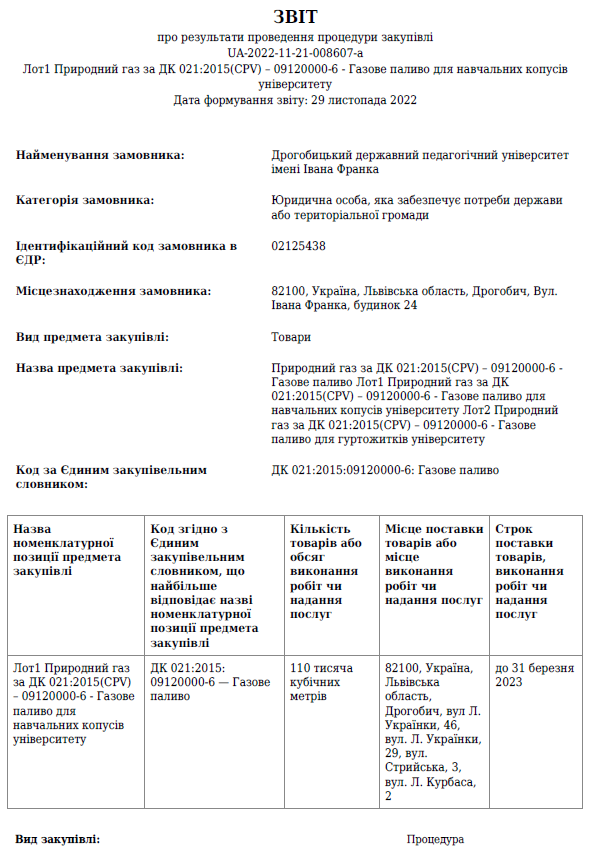 ЗВІТ
про результати проведення процедури закупівлі
UA-2022-11-21-008607-a
Лот1 Природний газ за ДК 021:2015(CPV) – 09120000-6 - Газове паливо для навчальних копусів
університету
Дата формування звіту: 29 листопада 2022
Найменування замовника:
Дрогобицький державний педагогічний університет
імені Івана Франка
Категорія замовника:
Юридична особа, яка забезпечує потреби держави
або територіальної громади
Ідентифікаційний код замовника в
ЄДР:
02125438
Місцезнаходження замовника:
82100, Україна, Львівська область, Дрогобич, Вул.
Івана Франка, будинок 24
Вид предмета закупівлі:
Товари
Назва предмета закупівлі:
Природний газ за ДК 021:2015(CPV) – 09120000-6 -
Газове паливо Лот1 Природний газ за ДК
021:2015(CPV) – 09120000-6 - Газове паливо для
навчальних копусів університету Лот2 Природний
газ за ДК 021:2015(CPV) – 09120000-6 - Газове
паливо для гуртожитків університету
Код за Єдиним закупівельним
словником:
ДК 021:2015:09120000-6: Газове паливо
Назва
номенклатурної
позиції предмета
закупівлі
Код згідно з
Єдиним
закупівельним
словником, що
найбільше
відповідає назві
номенклатурної
позиції предмета
закупівлі
Кількість
товарів або
обсяг
виконання
робіт чи
надання
послуг
Місце поставки
товарів або
місце
виконання
робіт чи
надання послуг
Строк
поставки
товарів,
виконання
робіт чи
надання
послуг
Лот1 Природний газ
за ДК 021:2015(CPV)
– 09120000-6 - Газове
паливо для
навчальних копусів
університету
ДК 021:2015:
09120000-6 — Газове
паливо
110 тисяча
кубічних
метрів
82100, Україна,
Львівська
область,
Дрогобич, вул Л.
Українки, 46,
вул. Л. Українки,
29, вул.
Стрийська, 3,
вул. Л. Курбаса,
2
до 31 березня
2023
Вид закупівлі:
Процедура